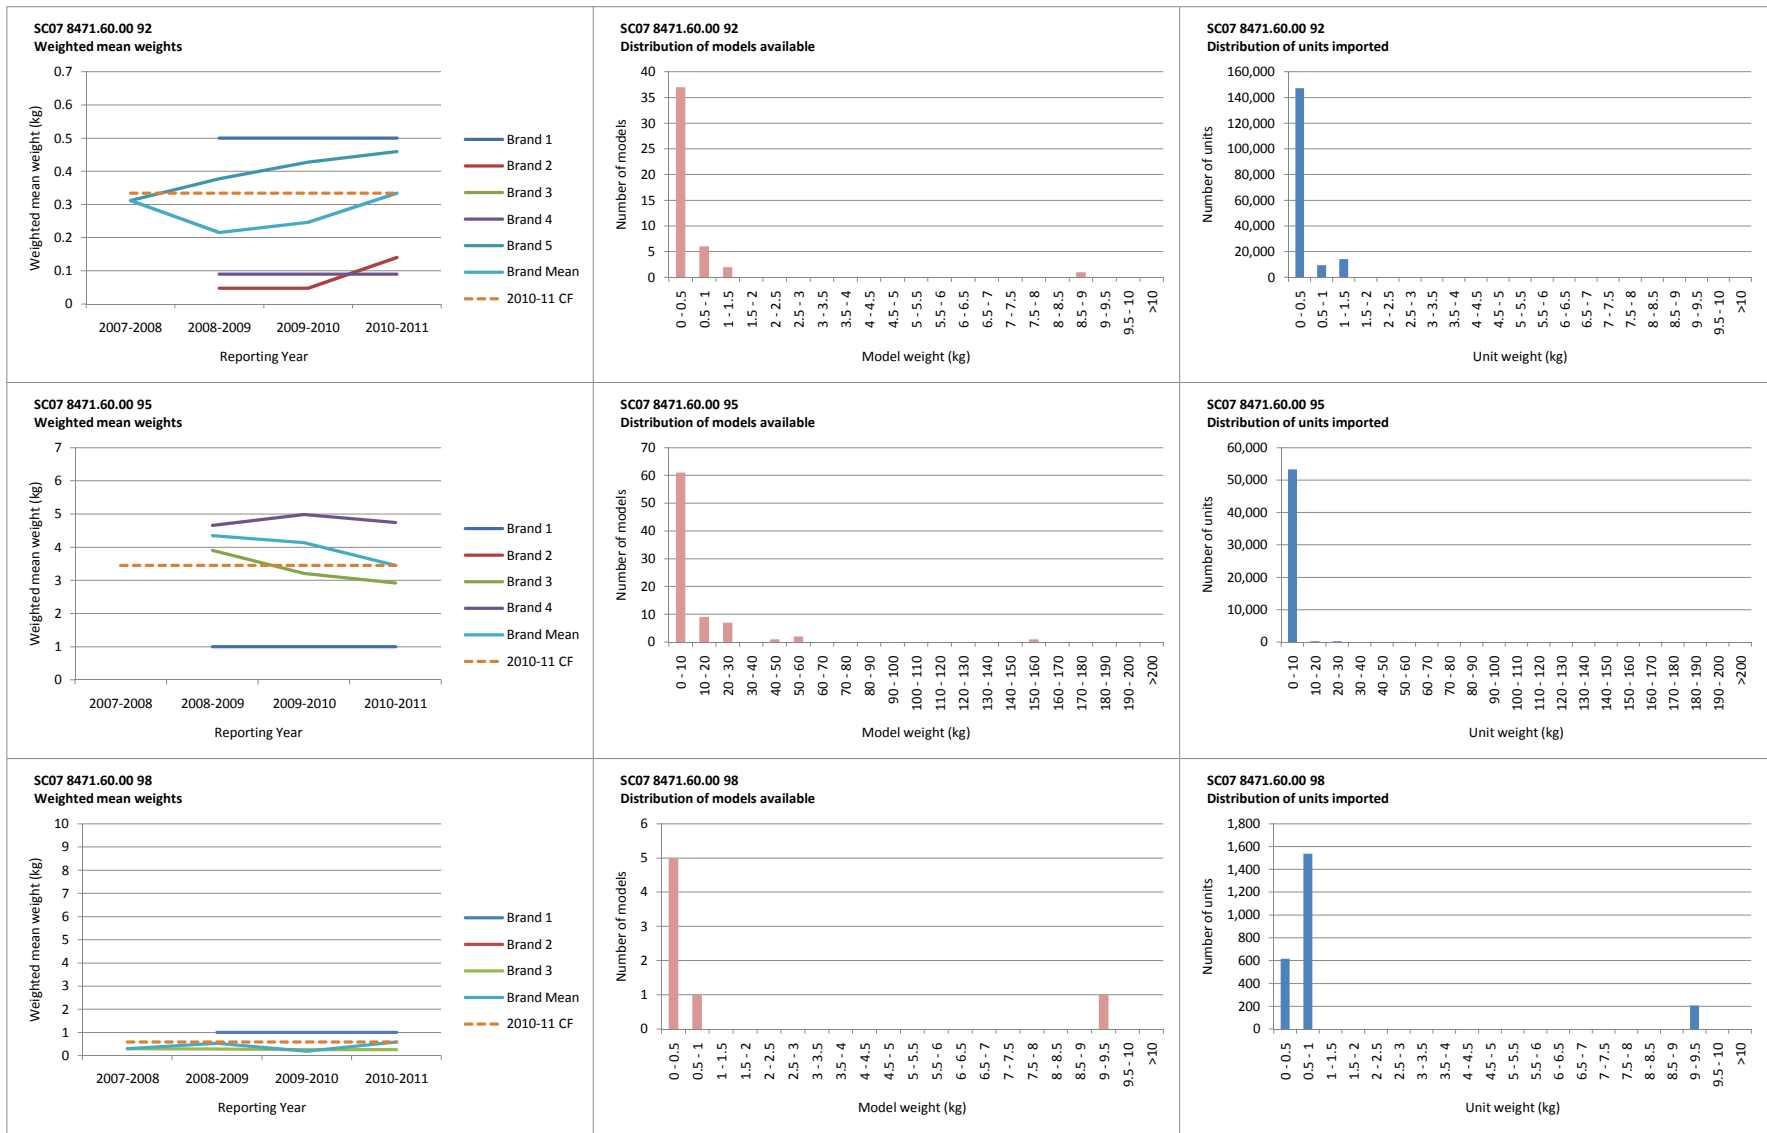 SC07 8471.60.00 92
Weighted mean weights
0.7
0.6
0.5
0.4
0.3
0.2
0.1
0
Weighted mean weight (kg)
2007-2008 2008-2009 2009-2010 2010-2011
Reporting Year
Brand 1
Brand 2
Brand 3
Brand 4
Brand 5
Brand Mean
2010-11 CF
SC07 8471.60.00 92
Distribution of models available
40
35
30
25
20
15
10
5
0
Number of models
0 - 0.5
0.5 - 1
1 - 1.5
1.5 - 2
2 - 2.5
2.5 - 3
3 - 3.5
3.5 - 4
4 - 4.5
4.5 - 5
5 - 5.5
5.5 - 6
6 - 6.5
6.5 - 7
7 - 7.5
7.5 - 8
8 - 8.5
8.5 - 9
9 - 9.5
9.5 - 10
>10
Model weight (kg)
SC07 8471.60.00 92
Distribution of units imported
160,000
140,000
120,000
100,000
80,000
60,000
40,000
20,000
0
Number of units
0 - 0.5
0.5 - 1
1 - 1.5
1.5 - 2
2 - 2.5
2.5 - 3
3 - 3.5
3.5 - 4
4 - 4.5
4.5 - 5
5 - 5.5
5.5 - 6
6 - 6.5
6.5 - 7
7 - 7.5
7.5 - 8
8 - 8.5
8.5 - 9
9 - 9.5
9.5 - 10
>10
Unit weight (kg)
SC07 8471.60.00 95
Weighted mean weights
7
6
5
4
3
2
1
0
Weighted mean weight (kg)
2007-2008 2008-2009 2009-2010 2010-2011
Reporting Year
Brand 1
Brand 2
Brand 3
Brand 4
Brand Mean
2010-11 CF
SC07 8471.60.00 95
Distribution of models available
70
60
50
40
30
20
10
0
Number of models
0 - 10
10 - 20
20 - 30
30 - 40
40 - 50
50 - 60
60 - 70
70 - 80
80 - 90
90 - 100
100 - 110
110 - 120
120 - 130
130 - 140
140 - 150
150 - 160
160 - 170
170 - 180
180 - 190
190 - 200
>200
Model weight (kg)
SC07 8471.60.00 95
Distribution of units imported
60,000
50,000
40,000
30,000
20,000
10,000
0
Number of units
0 - 10
10 - 20
20 - 30
30 - 40
40 - 50
50 - 60
60 - 70
70 - 80
80 - 90
90 - 100
100 - 110
110 - 120
120 - 130
130 - 140
140 - 150
150 - 160
160 - 170
170 - 180
180 - 190
190 - 200
>200
Unit weight (kg)
SC07 8471.60.00 98
Weighted mean weights
10
9
8
7
6
5
4
3
2
1
0
Weighted mean weight (kg)
2007-2008 2008-2009 2009-2010 2010-2011
Reporting Year
Brand 1
Brand 2
Brand 3
Brand Mean
2010-11 CF
SC07 8471.60.00 98
Distribution of models available
6
5
4
3
2
1
0
Number of models
0 - 0.5
0.5 - 1
1 - 1.5
1.5 - 2
2 - 2.5
2.5 - 3
3 - 3.5
3.5 - 4
4 - 4.5
4.5 - 5
5 - 5.5
5.5 - 6
6 - 6.5
6.5 - 7
7 - 7.5
7.5 - 8
8 - 8.5
8.5 - 9
9 - 9.5
9.5 - 10
>10
Model weight (kg)
SC07 8471.60.00 98
Distribution of units imported
1,800
1,600
1,400
1,200
1,000
800
600
400
200
0
Number of units
0 - 0.5
0.5 - 1
1 - 1.5
1.5 - 2
2 - 2.5
2.5 - 3
3 - 3.5
3.5 - 4
4 - 4.5
4.5 - 5
5 - 5.5
5.5 - 6
6 - 6.5
6.5 - 7
7 - 7.5
7.5 - 8
8 - 8.5
8.5 - 9
9 - 9.5
9.5 - 10
>10
Unit weight (kg)